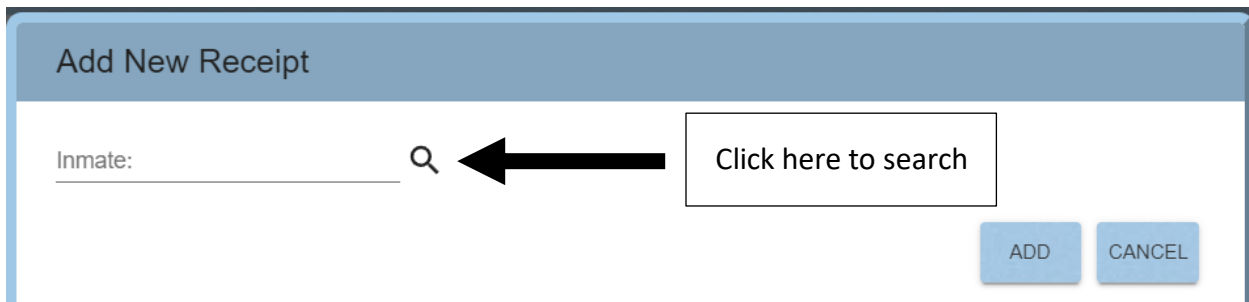 Add New Receipt
Inmate:
Click here to search
ADD
CANCEL